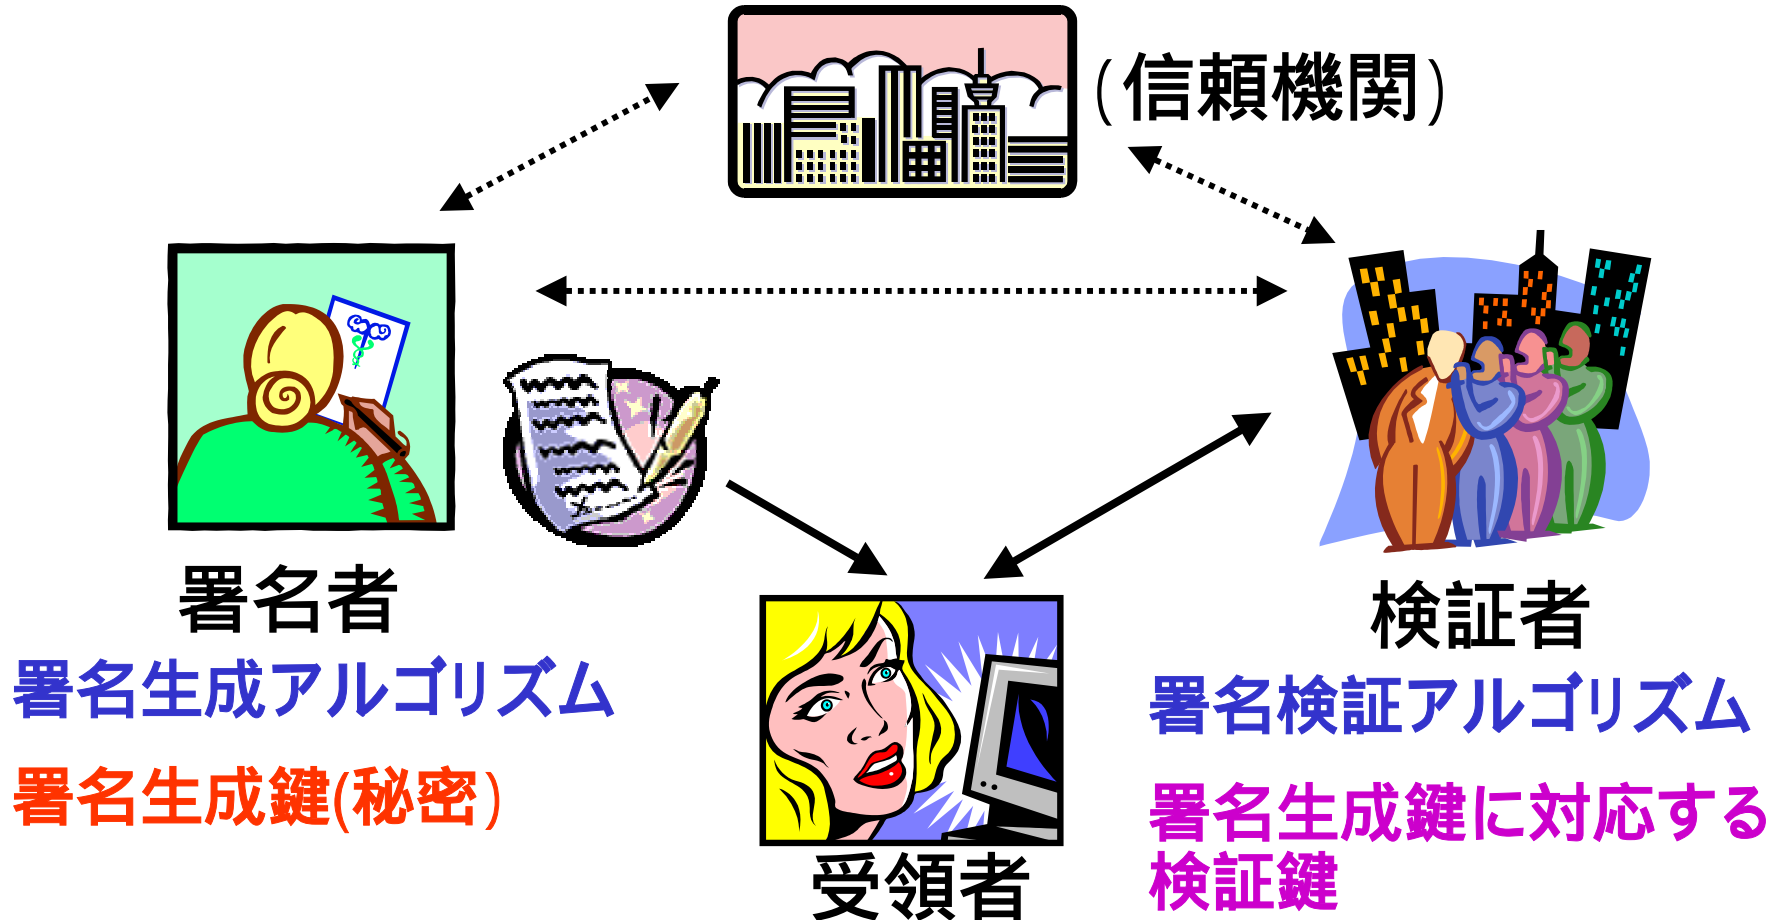 (信頼機関)
署名者
署名生成アルゴリズム
署名生成鍵(秘密)
検証者
署名検証アルゴリズム
署名生成鍵に対応する
検証鍵
受領者